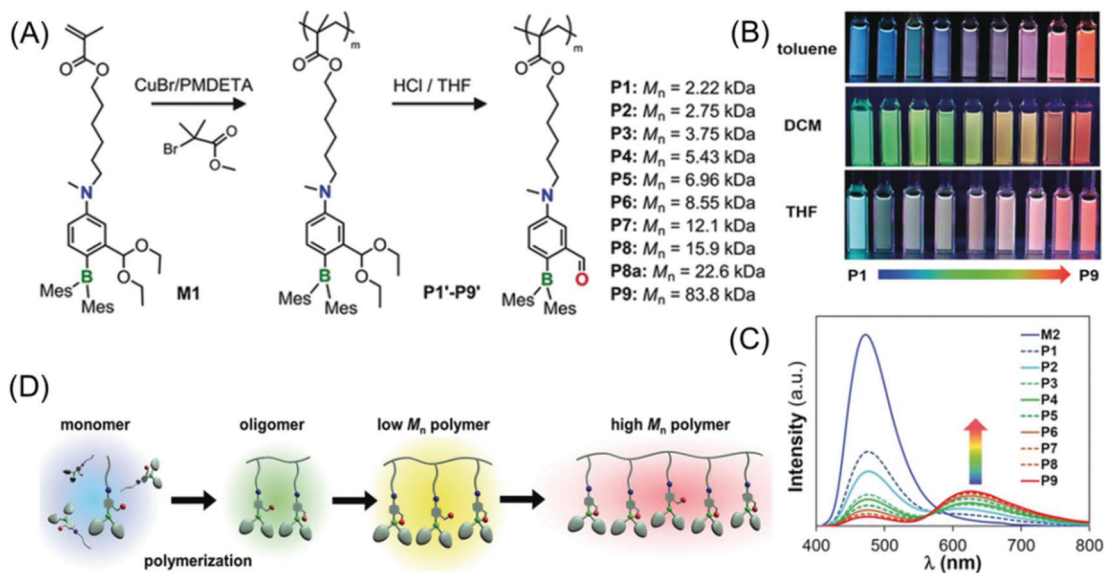 (A)
O
O
CuBr/PMDETA
Br
O
O
N
O
O
B
Mes
Mes
M1
m
O
O
N
O
O
B
Mes
Mes
P1'-P9'
HCl / THF
m
O
O
N
B
O
Mes
Mes
P1: Mn = 2.22 kDa
P2: Mn = 2.75 kDa
P3: Mn = 3.75 kDa
P4: Mn = 5.43 kDa
P5: Mn = 6.96 kDa
P6: Mn = 8.55 kDa
P7: Mn = 12.1 kDa
P8: Mn = 15.9 kDa
P8a: Mn = 22.6 kDa
P9: Mn = 83.8 kDa
(B)
toluene
DCM
THF
P1
P9
(C)
Intensity (a.u.)
M2
P1
P2
P3
P4
P5
P6
P7
P8
P9
400 500 600 700 800
λ (nm)
(D)
monomer
oligomer
low Mn polymer
high Mn polymer
polymerization